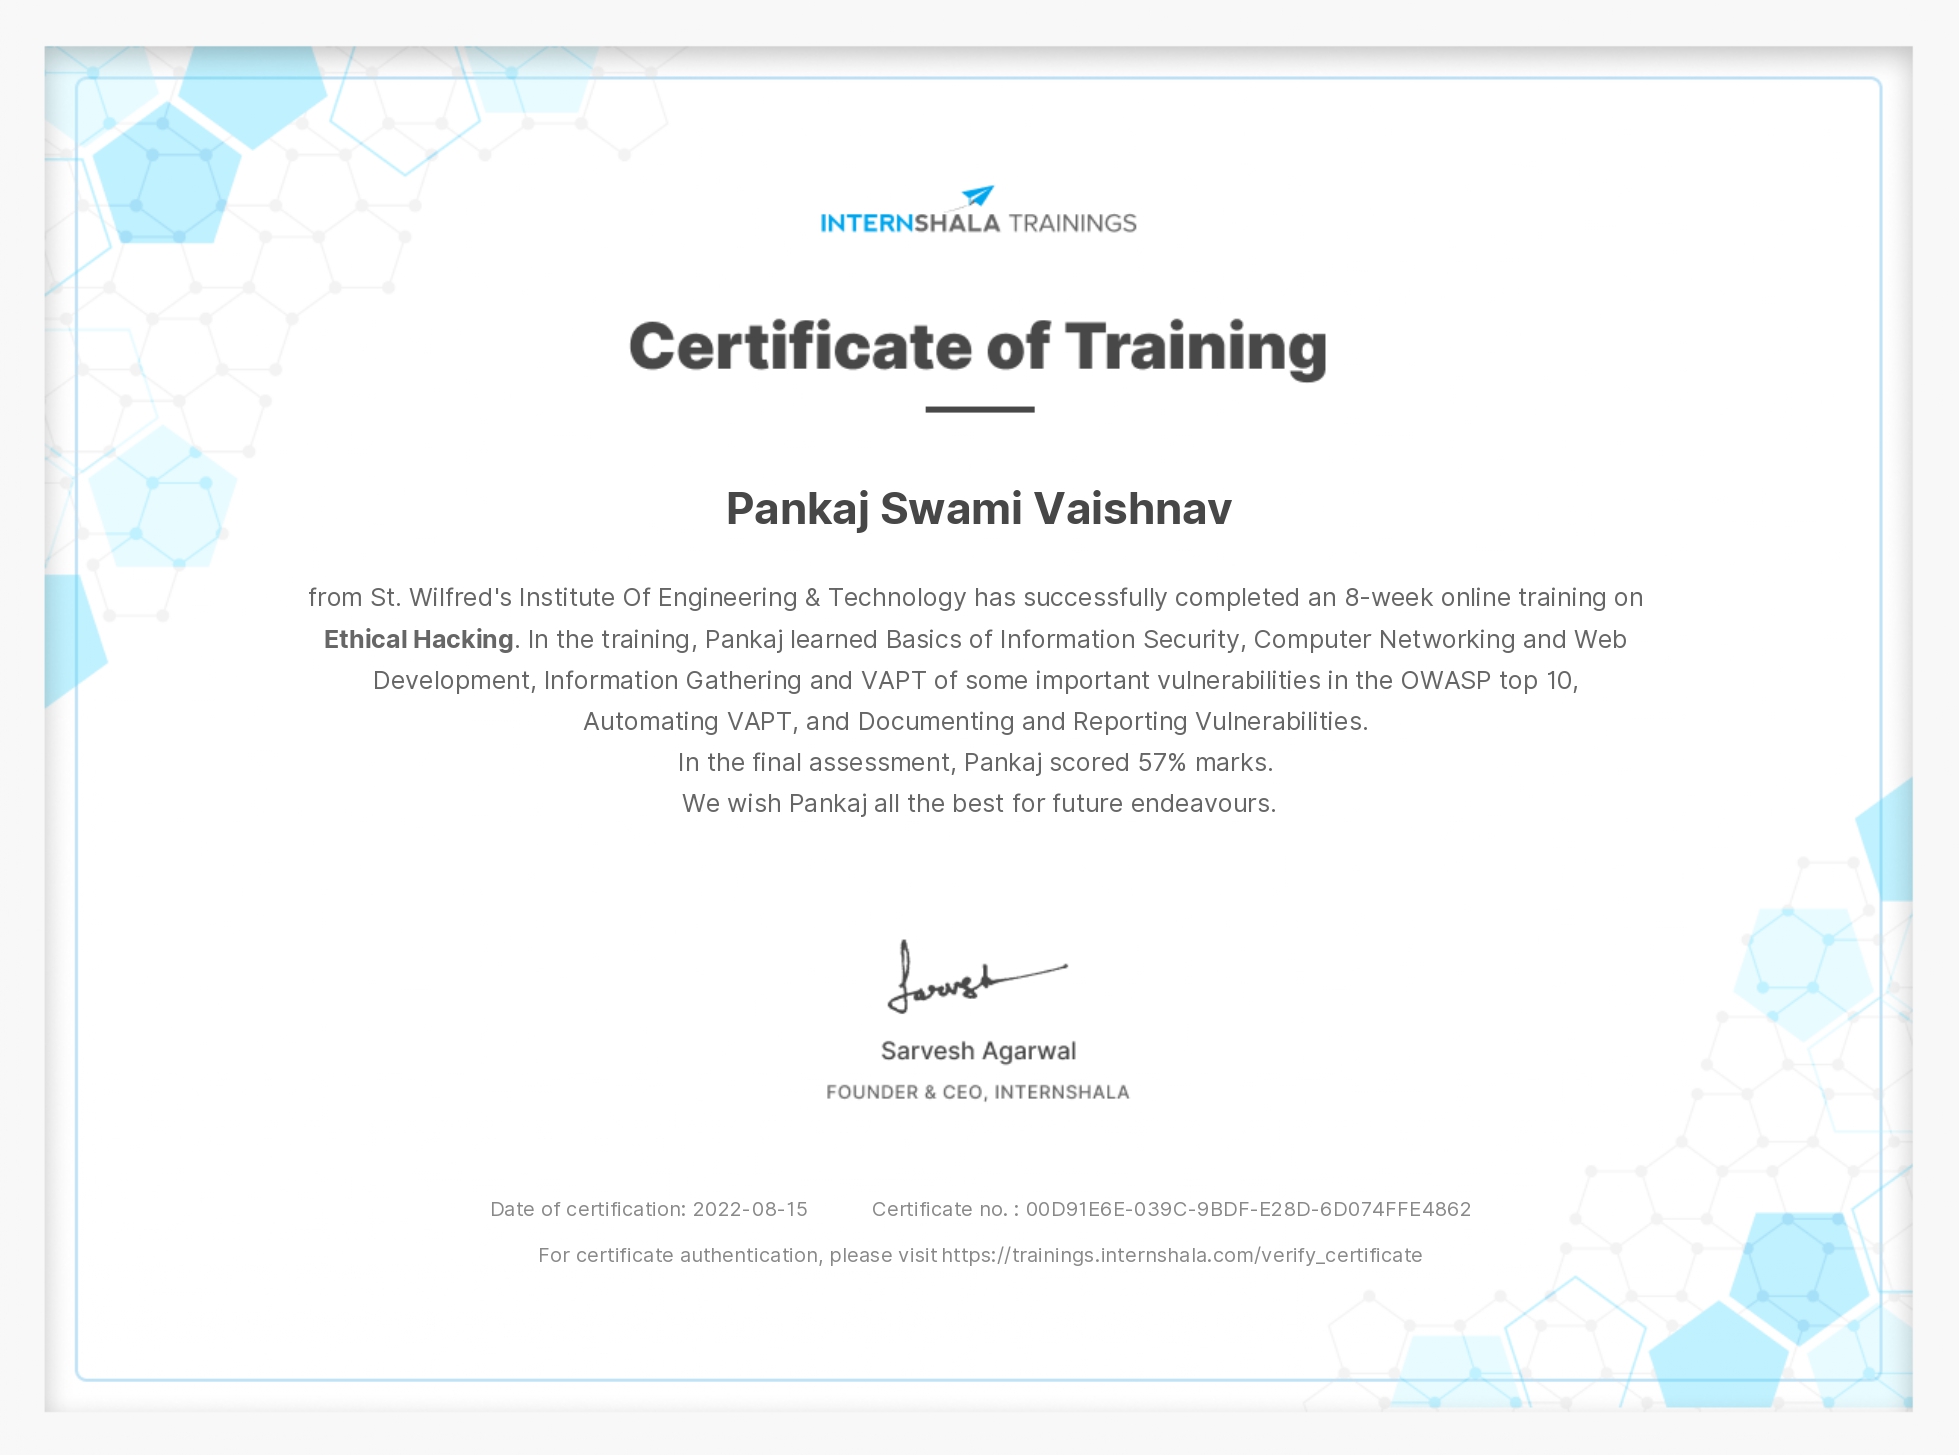 INTERNSHALA TRAININGS
Certificate of Training
Pankaj Swami Vaishnav
from St. Wilfred's Institute Of Engineering & Technology has successfully completed an 8-week online training on
Ethical Hacking. In the training, Pankaj learned Basics of Information Security, Computer Networking and Web
Development, Information Gathering and VAPT of some important vulnerabilities in the OWASP top 10,
Automating VAPT, and Documenting and Reporting Vulnerabilities.
In the final assessment, Pankaj scored 57% marks.
We wish Pankaj all the best for future endeavours.
Sarvesh
Sarvesh Agarwal
FOUNDER & CEO, INTERNSHALA
Date of certification: 2022-08-15 Certificate no. : 00D91E6E-039C-9BDF-E28D-6D074FFE4862
For certificate authentication, please visit https://trainings.internshala.com/verify_certificate